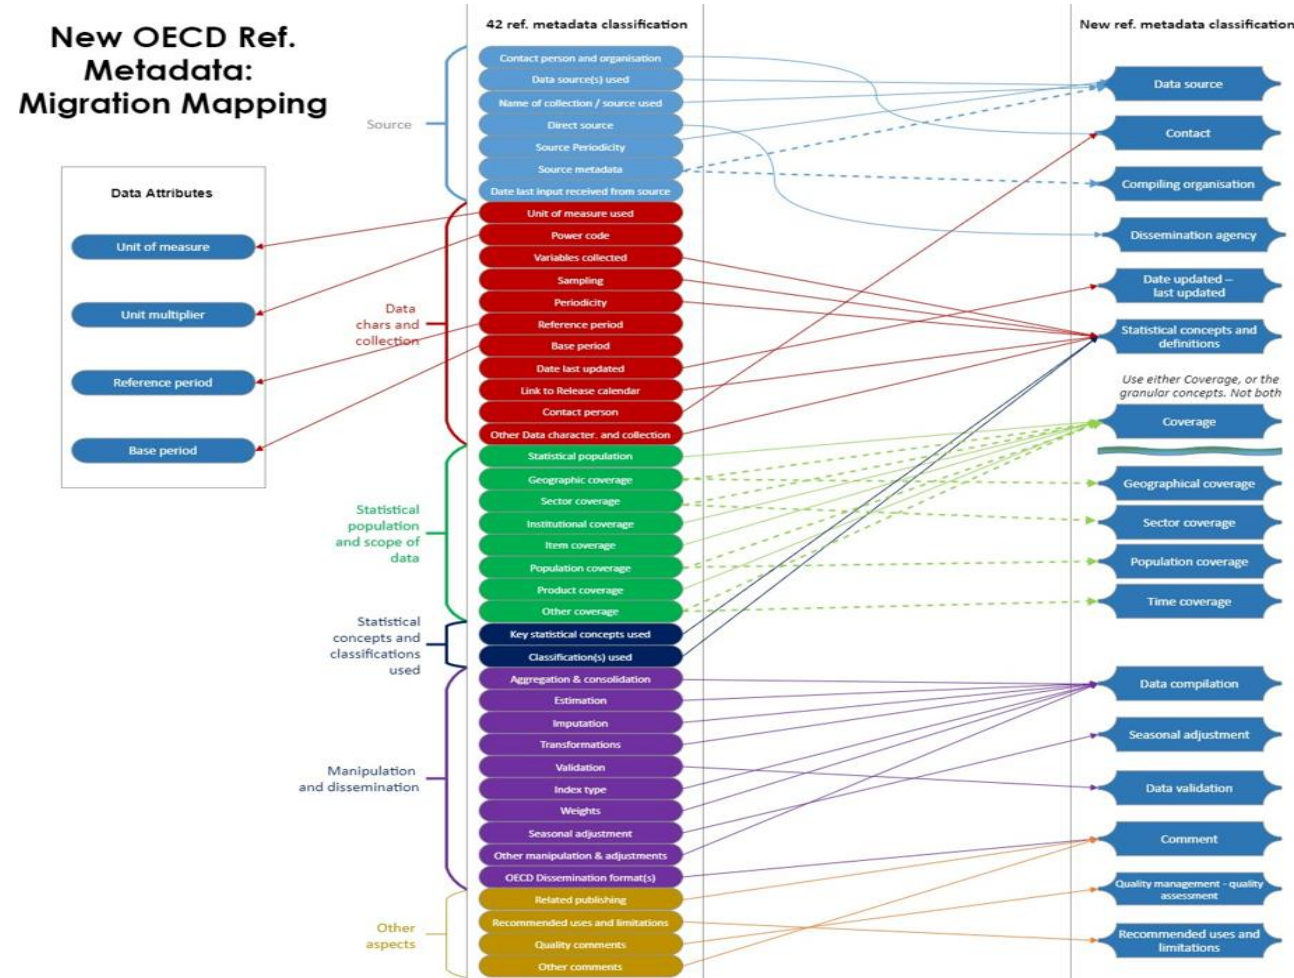 New OECD Ref.
Metadata:
Migration Mapping
Data Attributes
Unit of measure
Unit multiplier
Reference period
Base period
Source
Data
chars and
collection
Statistical
population
and scope of
data
Statistical
concepts and
classifications
used
Manipulation
and dissemination
Other
aspects
42 ref. metadata classification
Contact person and organisation
Data source(s) used
Name of collection / source used
Direct source
Source Periodicity
Source metadata
Date last input received from source
Unit of measure used
Power code
Variables collected
Sampling
Periodicity
Reference period
Base period
Date last updated
Link to Release calendar
Contact person
Other Data character. and collection
Statistical population
Geographic coverage
Sector coverage
Institutional coverage
Item coverage
Population coverage
Product coverage
Other coverage
Key statistical concepts used
Classification(s) used
Aggregation & consolidation
Estimation
Imputation
Transformations
Validation
Index type
Weights
Seasonal adjustment
Other manipulation & adjustments
OECD Dissemination format(s)
Related publishing
Recommended uses and limitations
Quality comments
Other comments
New ref. metadata classification
Data source
Contact
Compiling organisation
Dissemination agency
Date updated –
last updated
Statistical concepts and
definitions
Use either Coverage, or the
granular concepts. Not both
Coverage
Geographical coverage
Sector coverage
Population coverage
Time coverage
Data compilation
Seasonal adjustment
Data validation
Comment
Quality management - quality
assessment
Recommended uses and
limitations